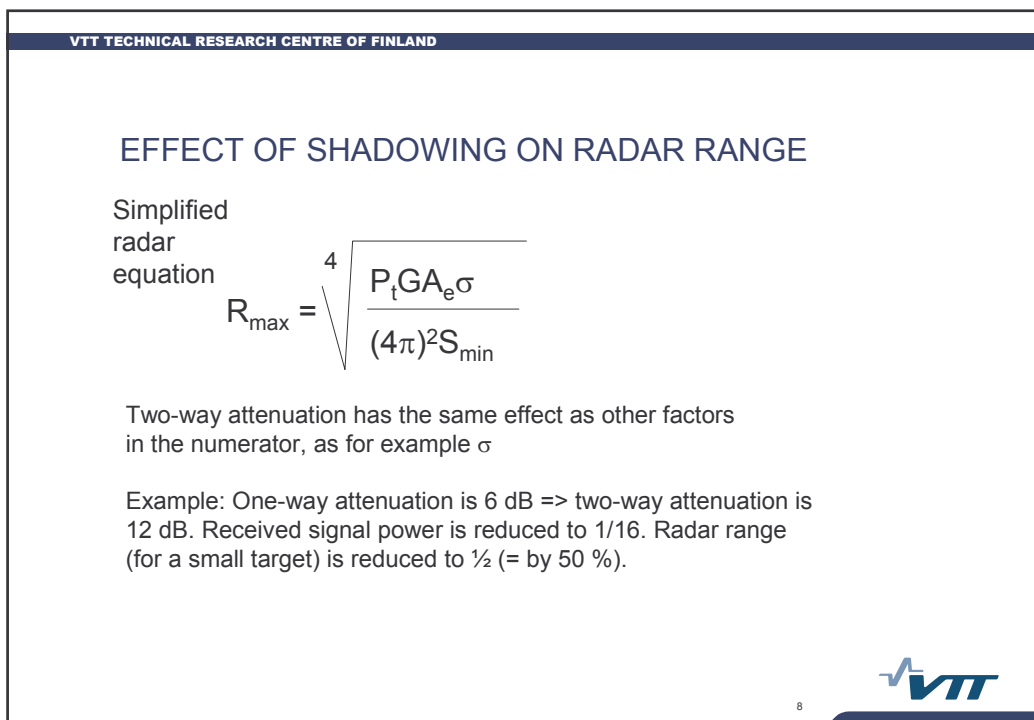 VTT TECHNICAL RESEARCH CENTRE OF FINLAND
EFFECT OF SHADOWING ON RADAR RANGE
Simplified
radar
equation
R_max = ⁴√(P_tGA_eσ / (4π)²S_min)
Two-way attenuation has the same effect as other factors
in the numerator, as for example σ
Example: One-way attenuation is 6 dB => two-way attenuation is
12 dB. Received signal power is reduced to 1/16. Radar range
(for a small target) is reduced to ½ (= by 50 %).
8
VTT